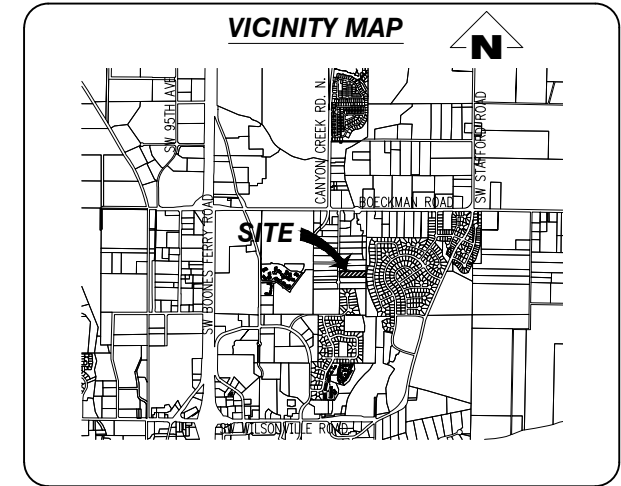 VICINITY MAP
N
SW 95TH AVE
CANYON CREEK RD. N.
SW STAFFORD ROAD
BOECKMAN ROAD
SW BOONES FERRY ROAD
SITE
SW WILSONVILLE ROAD